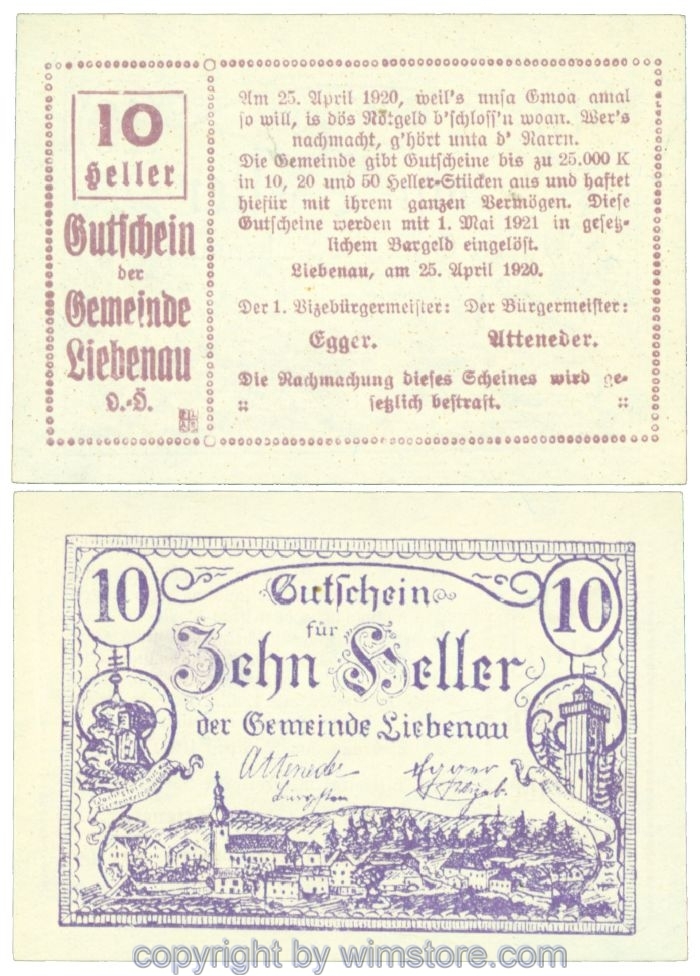 10
Heller
Gutschein
der
Gemeinde
Liebenau
O.-Ö.
Am 25. April 1920, weil's unsa Gmoa amal
so will, is dös Notgeld b'schloss'n woan. Wer's
nachmacht, g'hört unta d' Narrn.
Die Gemeinde gibt Gutscheine bis zu 25.000 K
in 10, 20 und 50 Heller-Stücken aus und haftet
hiefür mit ihrem ganzen Vermögen. Diese
Gutscheine werden mit 1. Mai 1921 in gesetz-
lichem Bargeld eingelöst.
Liebenau, am 25. April 1920.
Der 1. Vizebürgermeister: Der Bürgermeister:
Egger. Atteneder.
Die Nachmachung dieses Scheines wird ge-
setzlich bestraft.
10 10
Gutschein
für
Zehn Heller
der Gemeinde Liebenau
Atteneder Egger
copyright by wimstore.com